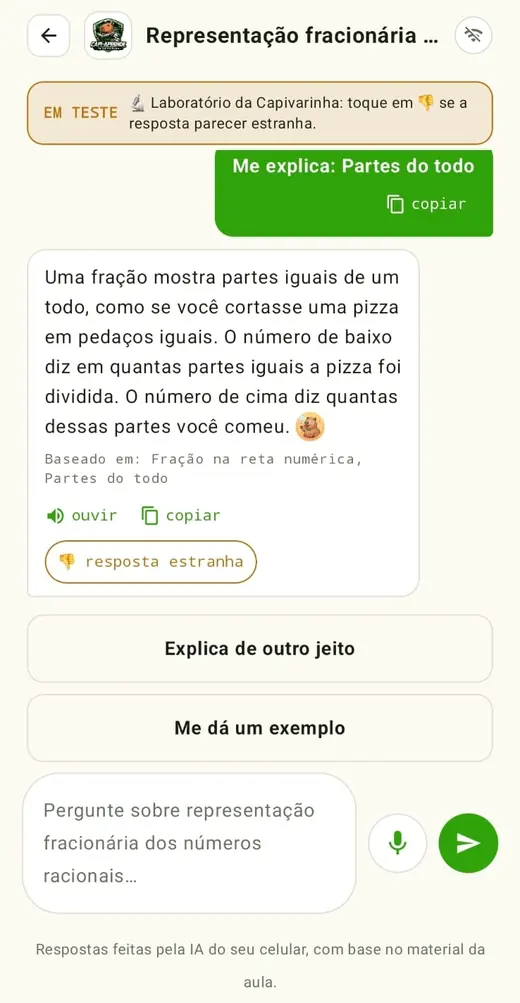 Representação fracionária ...
EM TESTE
🔬 Laboratório da Capivarinha: toque em 👎 se a
resposta parecer estranha.
Me explica: Partes do todo
copiar
Uma fração mostra partes iguais de um
todo, como se você cortasse uma pizza
em pedaços iguais. O número de baixo
diz em quantas partes iguais a pizza foi
dividida. O número de cima diz quantas
dessas partes você comeu.
Baseado em: Fração na reta numérica,
Partes do todo
ouvir
copiar
👎 resposta estranha
Explica de outro jeito
Me dá um exemplo
Pergunte sobre representação
fracionária dos números
racionais...
Respostas feitas pela IA do seu celular, com base no material da
aula.